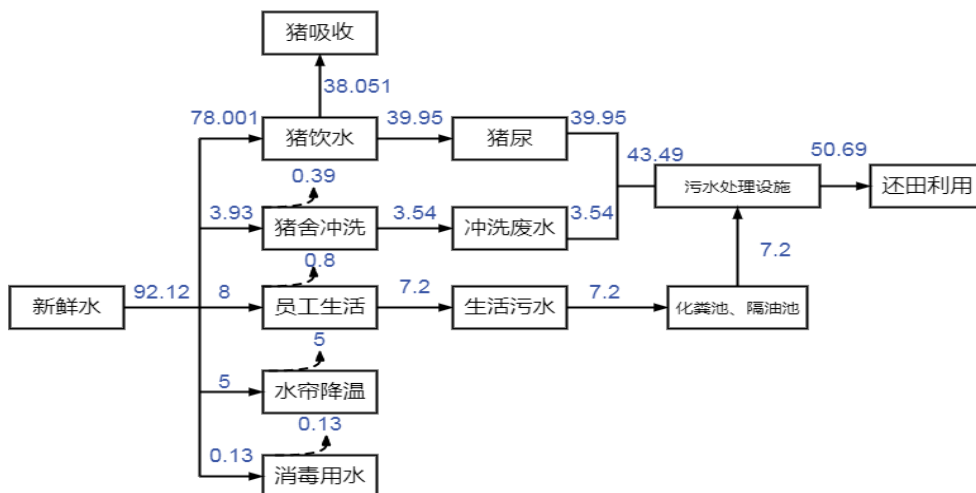 猪吸收
38.051
78.001
猪饮水
39.95
猪尿
39.95
43.49
污水处理设施
50.69
还田利用
0.39
3.93
猪舍冲洗
3.54
冲洗废水
3.54
7.2
0.8
新鲜水
92.12
8
员工生活
7.2
生活污水
7.2
化粪池、隔油池
5
5
水帘降温
0.13
0.13
消毒用水